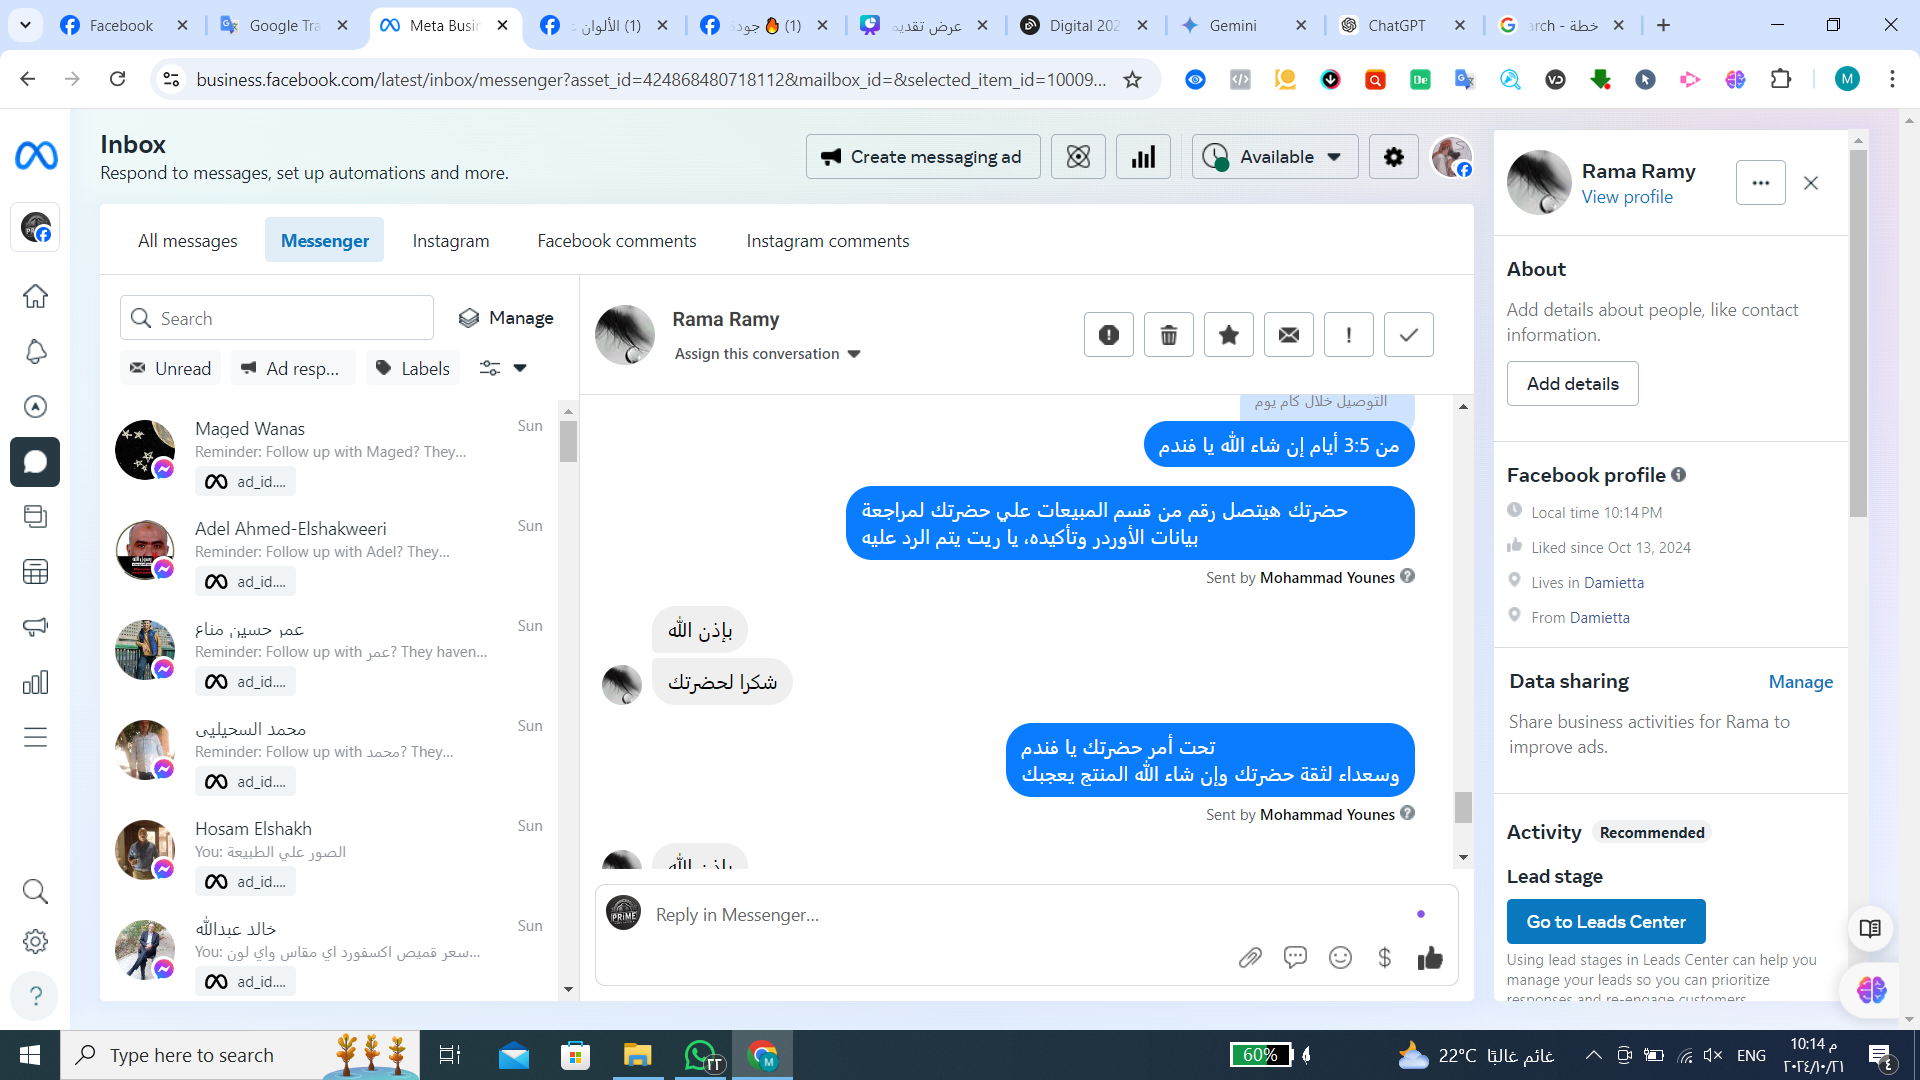 Facebook
Google Tra
Meta Busin
(1) الألوان
(1) 🔥 جودة
عرض تقديم
Digital 202
Gemini
ChatGPT
خطة - arch
business.facebook.com/latest/inbox/messenger?asset_id=424868480718112&mailbox_id=&selected_item_id=10009...
M
Inbox
Respond to messages, set up automations and more.
Create messaging ad
Available
All messages
Messenger
Instagram
Facebook comments
Instagram comments
Search
Manage
Unread
Ad resp...
Labels
Maged Wanas
Sun
Reminder: Follow up with Maged? They...
ad_id....
Adel Ahmed-Elshakweeri
Sun
Reminder: Follow up with Adel? They...
ad_id....
عمر حسين مناع
Sun
Reminder: Follow up with عمر? They haven...
ad_id....
محمد السحيليى
Sun
Reminder: Follow up with محمد? They...
ad_id....
Hosam Elshakh
Sun
You: الصور علي الطبيعة
ad_id....
خالد عبدالله
Sun
You: سعر قميص اكسفورد اي مقاس واي لون...
ad_id....
Rama Ramy
Assign this conversation
التوصيل خلال كام يوم
من 3:5 أيام إن شاء الله يا فندم
حضرتك هيتصل رقم من قسم المبيعات علي حضرتك لمراجعة
بيانات الأوردر وتأكيده، يا ريت يتم الرد عليه
Sent by Mohammad Younes
بإذن الله
شكرا لحضرتك
تحت أمر حضرتك يا فندم
وسعداء لثقة حضرتك وإن شاء الله المنتج يعجبك
Sent by Mohammad Younes
بإذن الله
PRiME
Reply in Messenger...
Rama Ramy
View profile
About
Add details about people, like contact
information.
Add details
Facebook profile
Local time 10:14 PM
Liked since Oct 13, 2024
Lives in Damietta
From Damietta
Data sharing
Manage
Share business activities for Rama to
improve ads.
Activity
Recommended
Lead stage
Go to Leads Center
Using lead stages in Leads Center can help you
manage your leads so you can prioritize
responses and re-engage customers
Type here to search
٢٢
60%
22°C غائم غالبًا
ENG
10:14 م
٢٠٢٤/١٠/٢١
٤